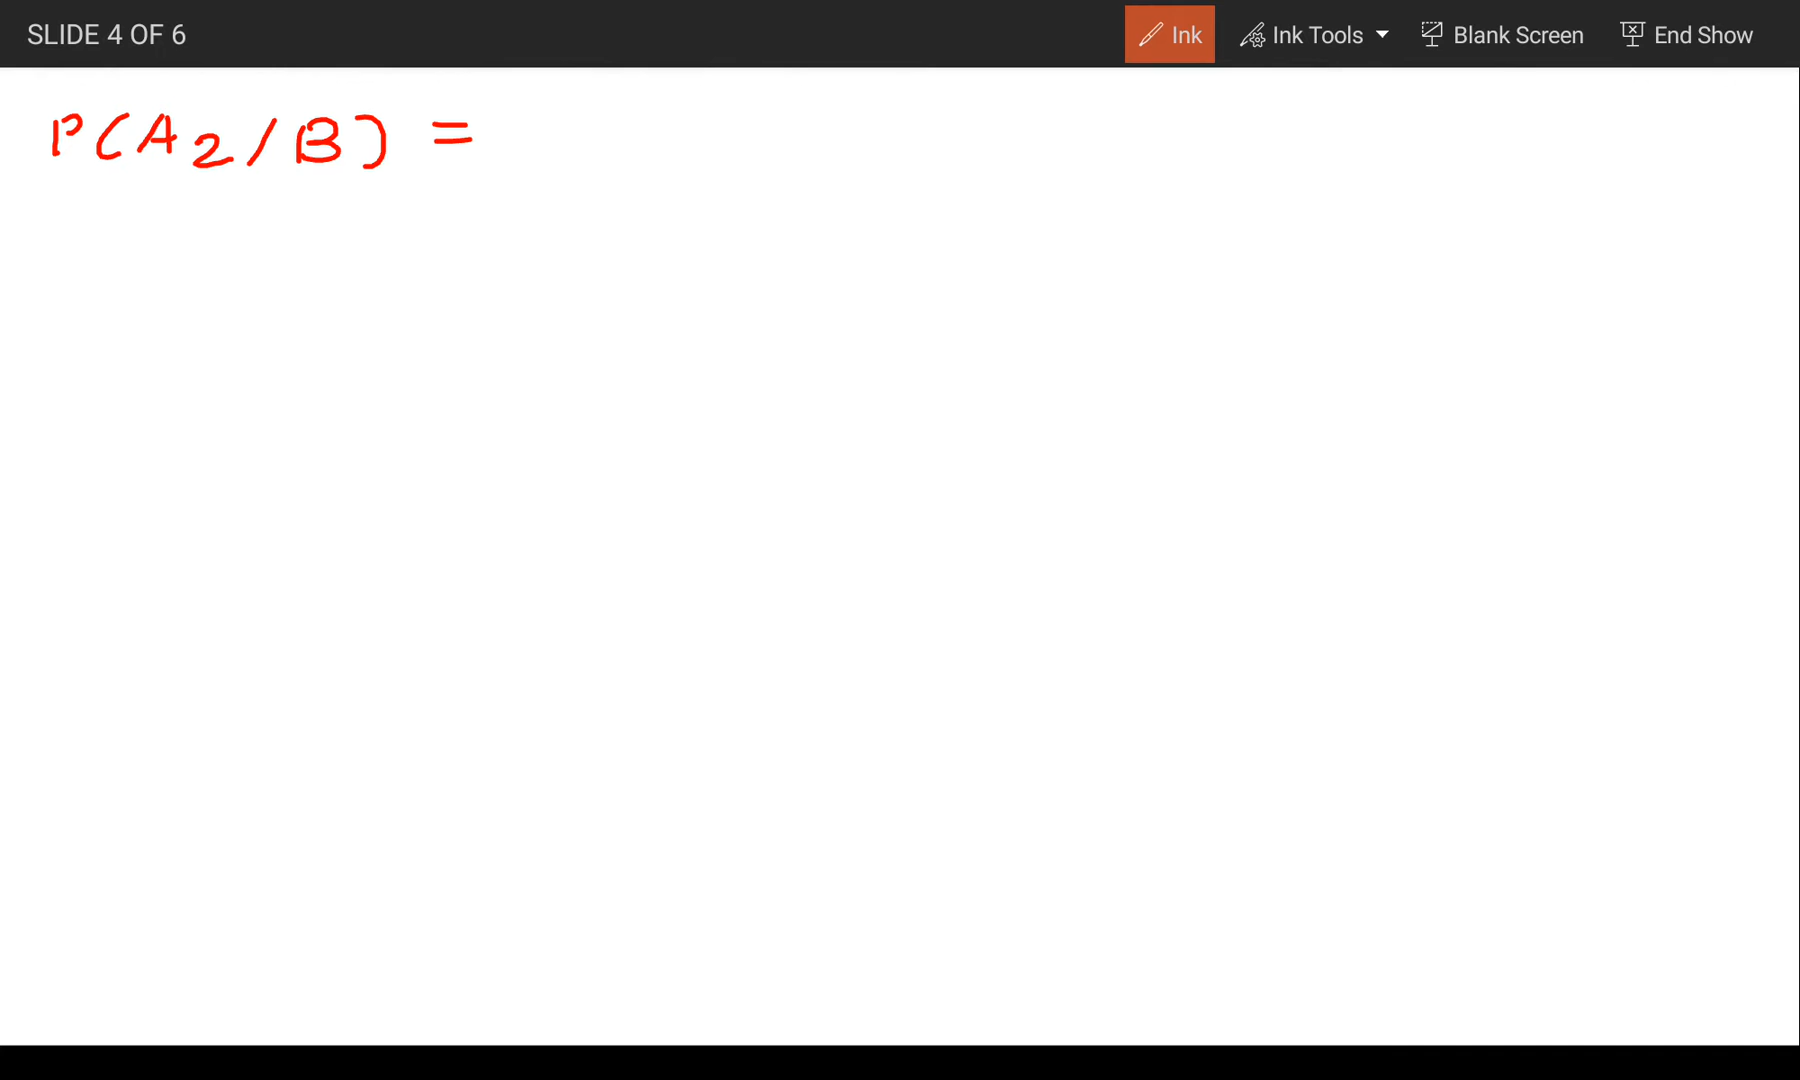 SLIDE 4 OF 6 Ink Ink Tools Blank Screen End Show
P(A2/B) =